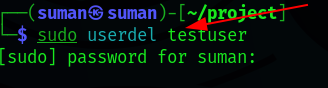 ┌──(suman㉿suman)-[~/project]
└─$ sudo userdel testuser
[sudo] password for suman: